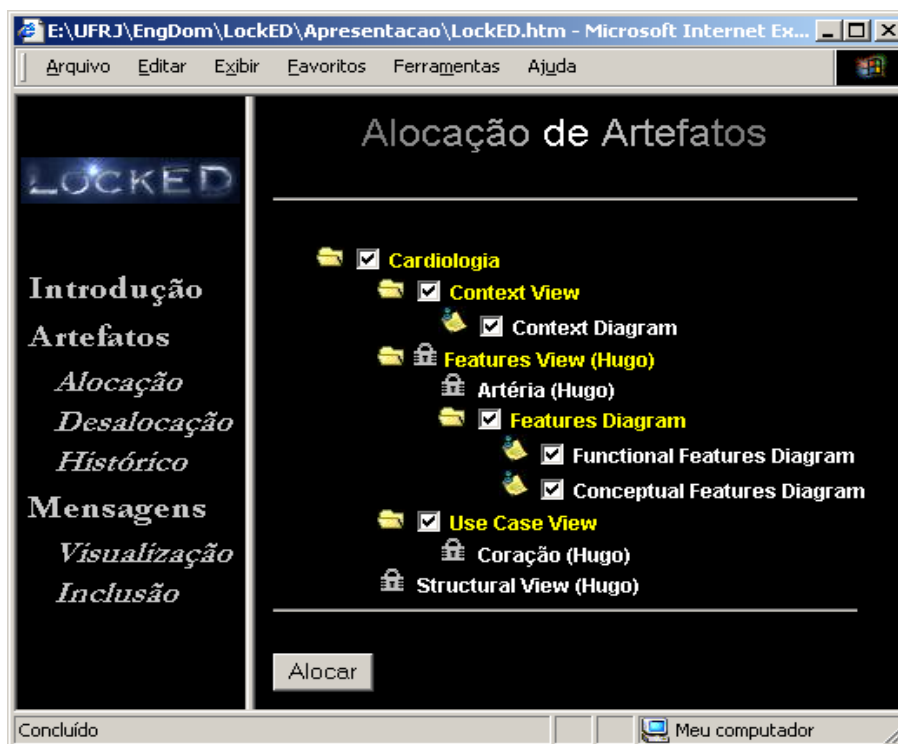 E:\UFRJ\EngDom\LockED\Apresentacao\LockED.htm - Microsoft Internet Ex...
Arquivo Editar Exibir Favoritos Ferramentas Ajuda
LOCKED
Introdução
Artefatos
Alocação
Desalocação
Histórico
Mensagens
Visualização
Inclusão
Alocação de Artefatos
Cardiologia
Context View
Context Diagram
Features View (Hugo)
Artéria (Hugo)
Features Diagram
Functional Features Diagram
Conceptual Features Diagram
Use Case View
Coração (Hugo)
Structural View (Hugo)
Alocar
Concluído Meu computador